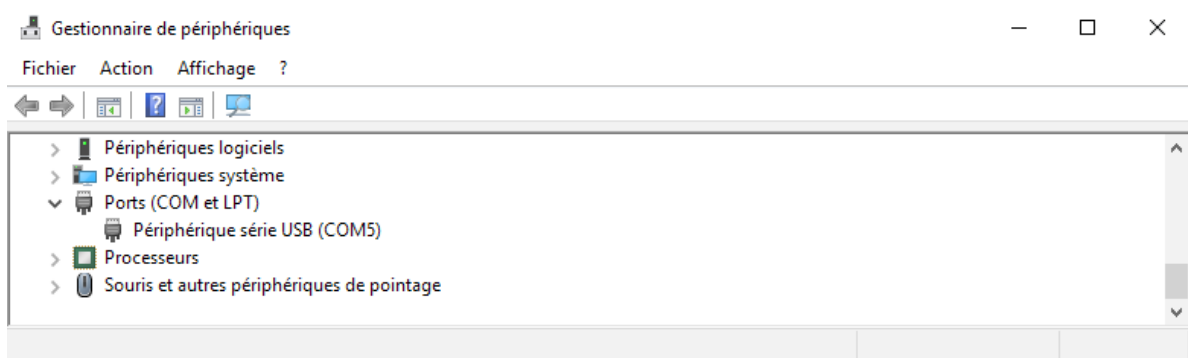 Gestionnaire de périphériques
Fichier Action Affichage ?
Périphériques logiciels
Périphériques système
Ports (COM et LPT)
Périphérique série USB (COM5)
Processeurs
Souris et autres périphériques de pointage